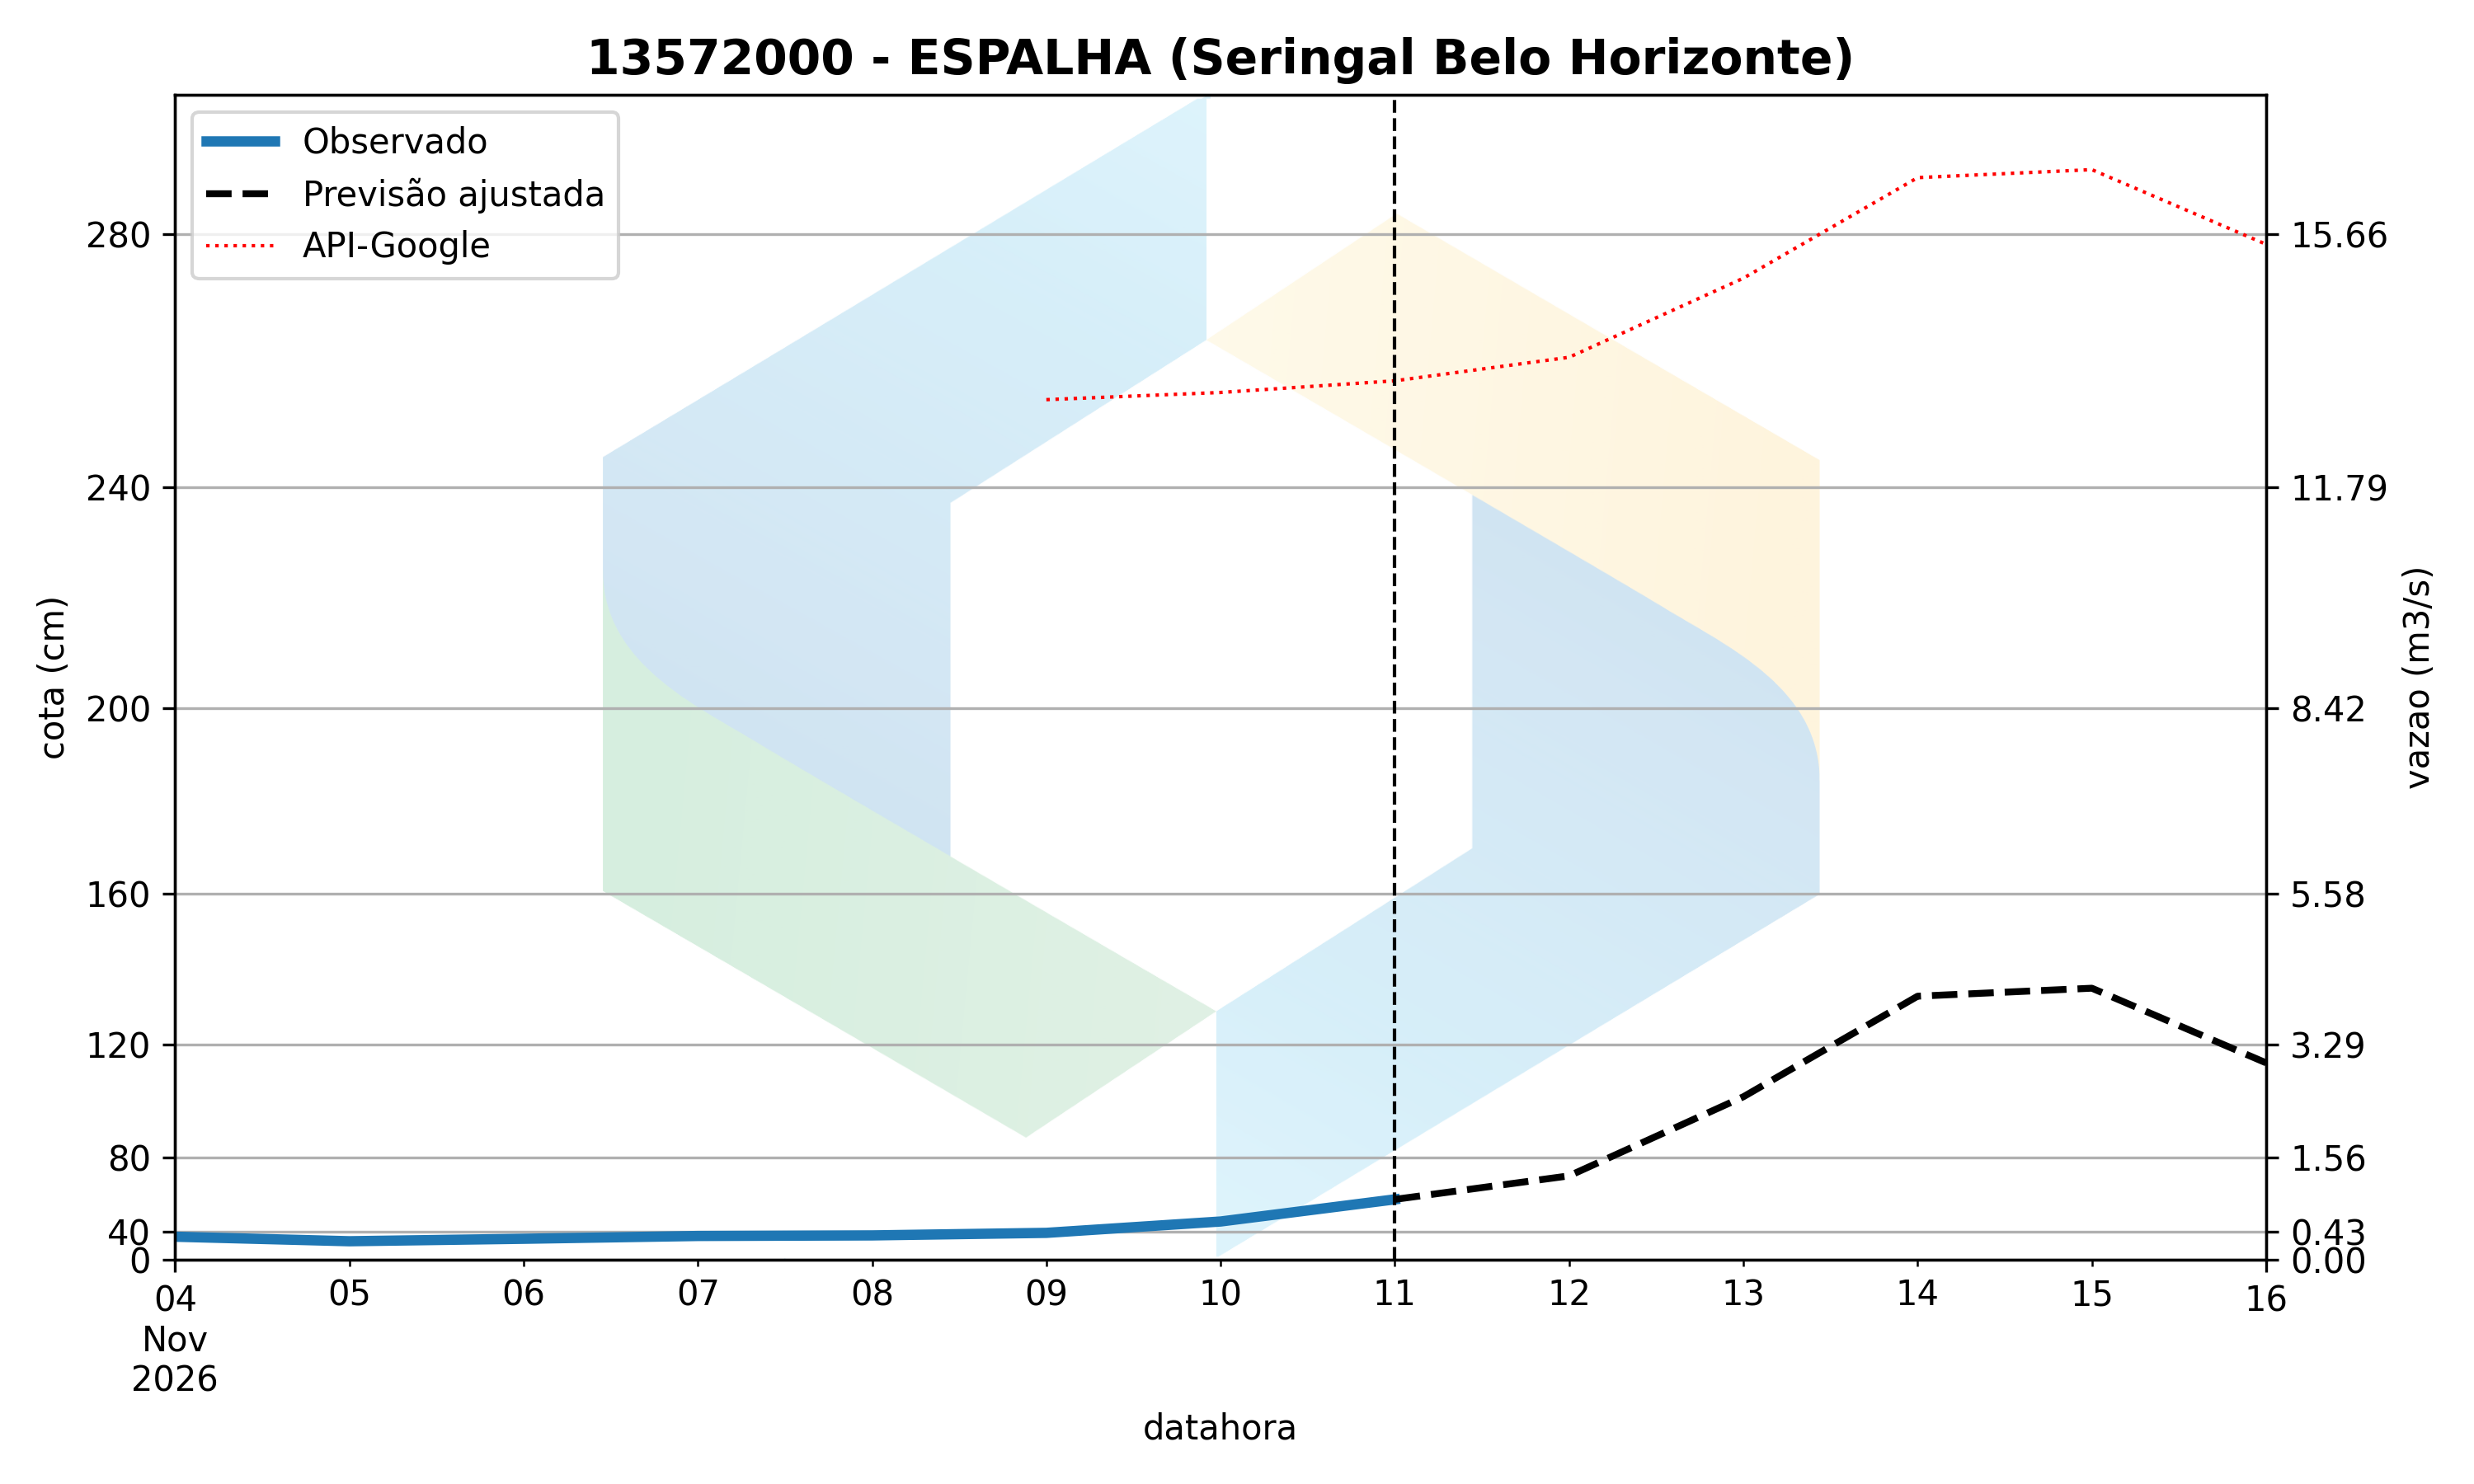 13572000 - ESPALHA (Seringal Belo Horizonte)
Observado
Previsão ajustada
API-Google
280
240
200
160
120
80
40
0
cota (cm)
15.66
11.79
8.42
5.58
3.29
1.56
0.43
0.00
vazao (m3/s)
04 05 06 07 08 09 10 11 12 13 14 15 16
Nov
2026
datahora